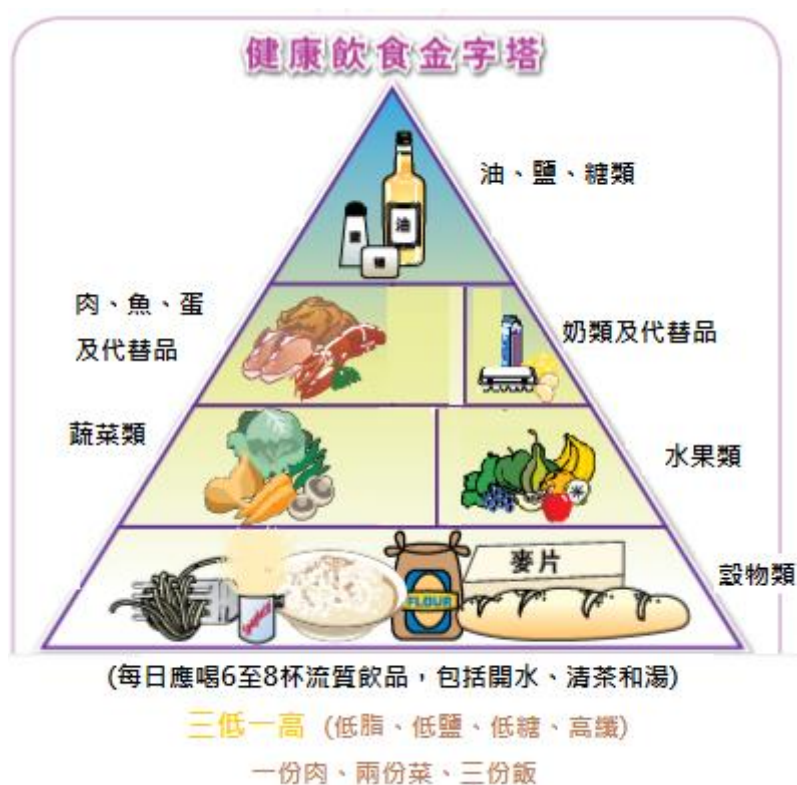 健康飲食金字塔
油、鹽、糖類
油
糖
肉、魚、蛋
及代替品
奶類及代替品
蔬菜類
水果類
麥片
FLOUR
穀物類
(每日應喝6至8杯流質飲品，包括開水、清茶和湯)
三低一高 (低脂、低鹽、低糖、高纖)
一份肉、兩份菜、三份飯